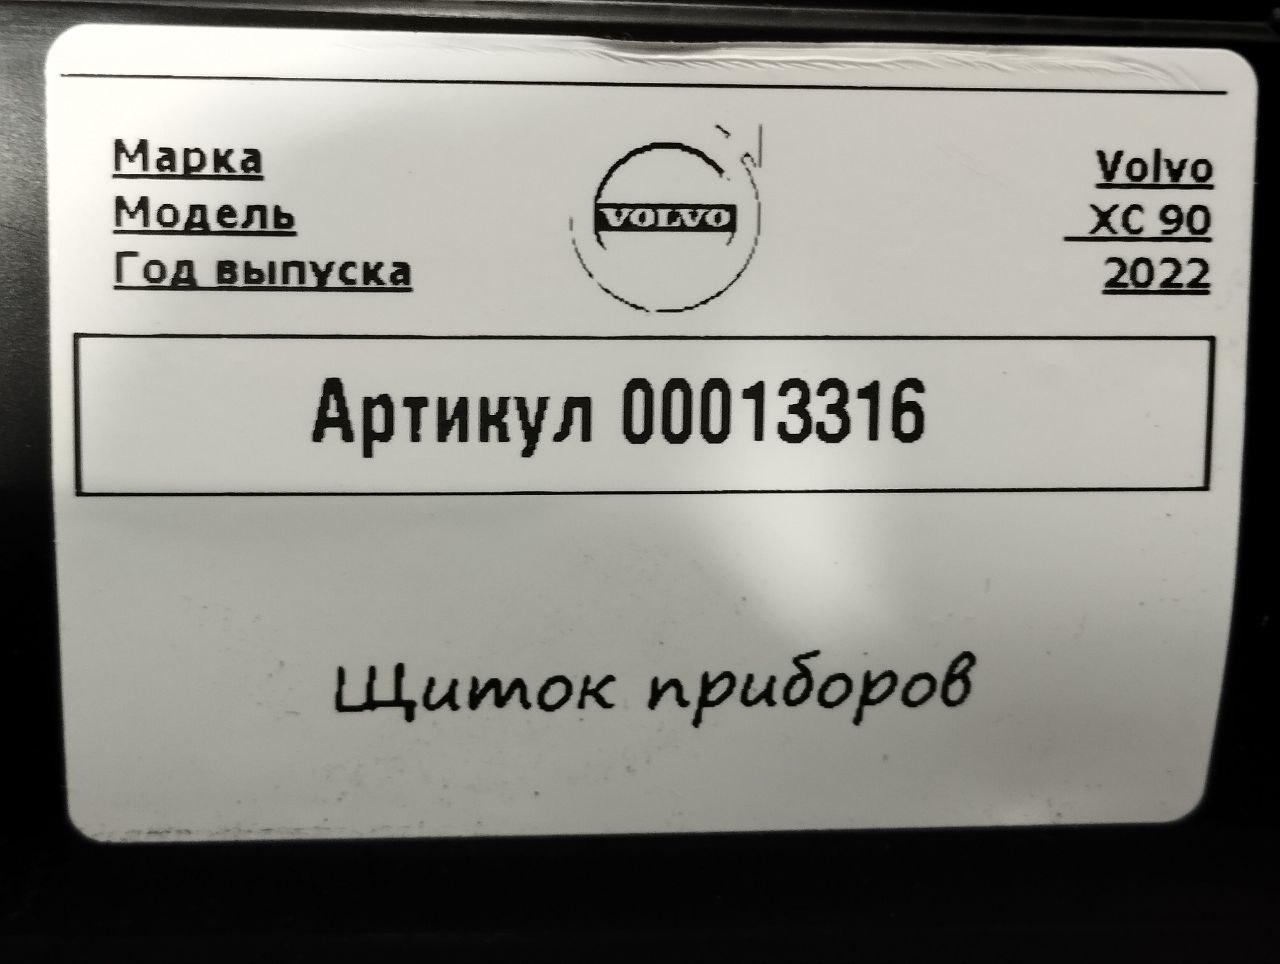 Марка
Volvo
Модель
XC 90
Год выпуска
2022
VOLVO
Артикул 00013316
Щиток приборов